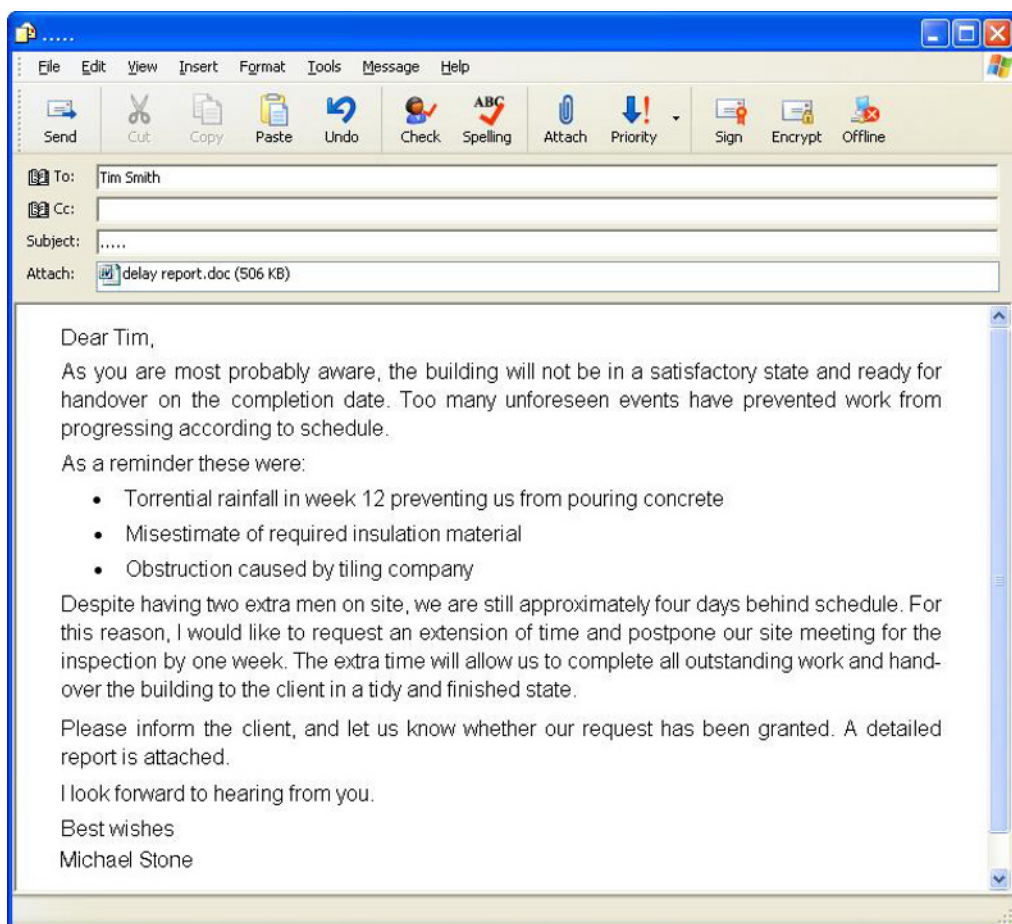 .....
File Edit View Insert Format Tools Message Help
Send Cut Copy Paste Undo Check Spelling Attach Priority Sign Encrypt Offline
ABC
To: Tim Smith
Cc:
Subject: .....
Attach: delay report.doc (506 KB)
Dear Tim,
As you are most probably aware, the building will not be in a satisfactory state and ready for
handover on the completion date. Too many unforeseen events have prevented work from
progressing according to schedule.
As a reminder these were:
• Torrential rainfall in week 12 preventing us from pouring concrete
• Misestimate of required insulation material
• Obstruction caused by tiling company
Despite having two extra men on site, we are still approximately four days behind schedule. For
this reason, I would like to request an extension of time and postpone our site meeting for the
inspection by one week. The extra time will allow us to complete all outstanding work and hand-
over the building to the client in a tidy and finished state.
Please inform the client, and let us know whether our request has been granted. A detailed
report is attached.
I look forward to hearing from you.
Best wishes
Michael Stone